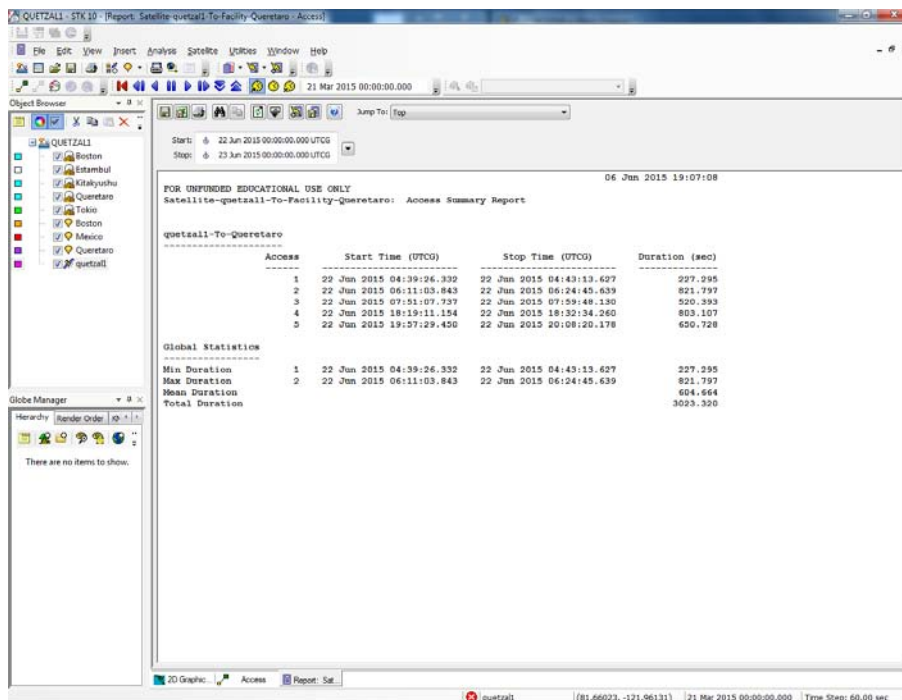 QUETZAL1 - STK 10 - [Report: Satellite-quetzal1-To-Facility-Queretaro - Access]
File Edit View Insert Analysis Satellite Utilities Window Help
21 Mar 2015 00:00:00.000
Object Browser
Jump To: Top
QUETZAL1
Boston
Estambul
Kitakyushu
Queretaro
Tokio
Boston
Mexico
Queretaro
quetzal1
Start: 22 Jun 2015 00:00:00.000 UTCG
Stop: 23 Jun 2015 00:00:00.000 UTCG
06 Jun 2015 19:07:08
FOR UNFUNDED EDUCATIONAL USE ONLY
Satellite-quetzal1-To-Facility-Queretaro: Access Summary Report
quetzal1-To-Queretaro
Access Start Time (UTCG) Stop Time (UTCG) Duration (sec)
1 22 Jun 2015 04:39:26.332 22 Jun 2015 04:43:13.627 227.295
2 22 Jun 2015 06:11:03.843 22 Jun 2015 06:24:45.639 821.797
3 22 Jun 2015 07:51:07.737 22 Jun 2015 07:59:48.130 520.393
4 22 Jun 2015 18:19:11.154 22 Jun 2015 18:32:34.260 803.107
5 22 Jun 2015 19:57:29.450 22 Jun 2015 20:08:20.178 650.728
Global Statistics
Min Duration 1 22 Jun 2015 04:39:26.332 22 Jun 2015 04:43:13.627 227.295
Max Duration 2 22 Jun 2015 06:11:03.843 22 Jun 2015 06:24:45.639 821.797
Mean Duration 604.664
Total Duration 3023.320
Globe Manager
Hierarchy Render Order
There are no items to show.
2D Graphic... Access Report: Sat...
quetzal1 (81.66023, -121.96131) 21 Mar 2015 00:00:00.000 Time Step: 60.00 sec